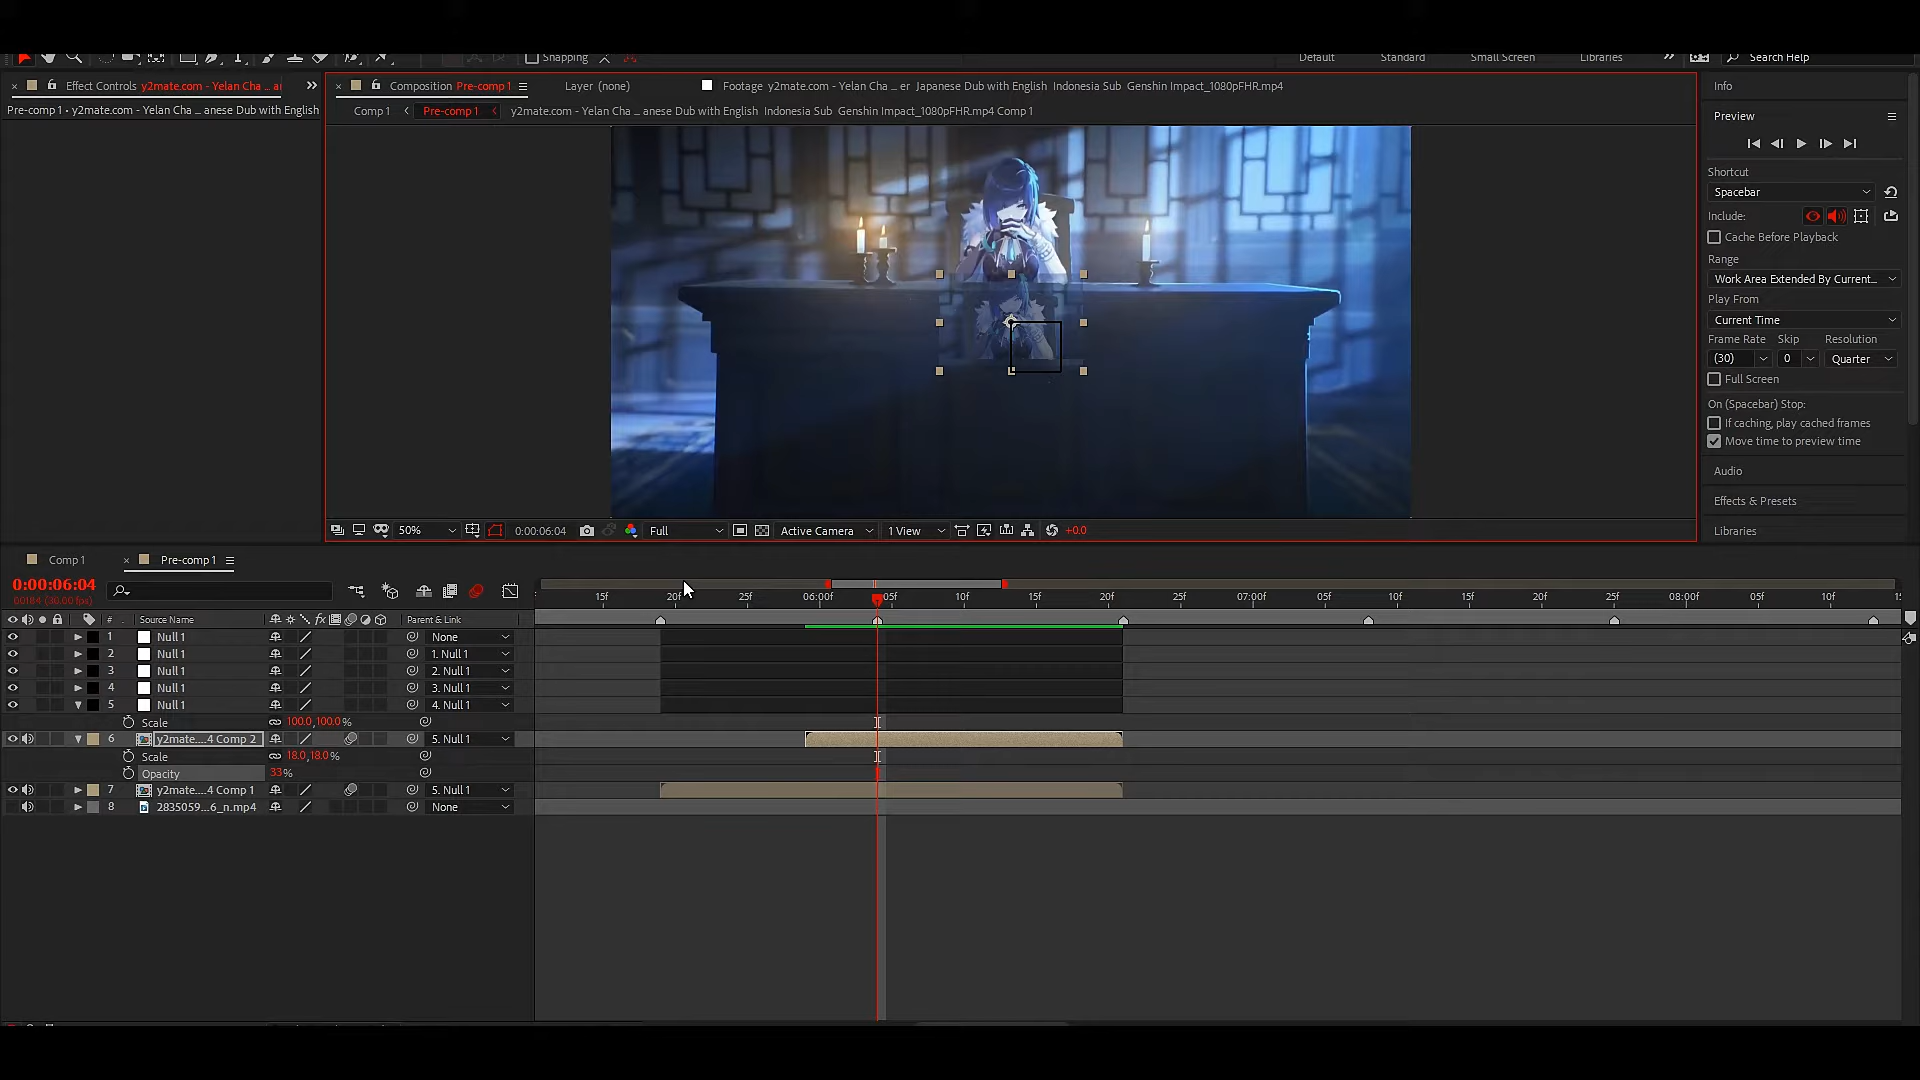 Snapping
Default
Standard
Small Screen
Libraries
»
Search Help
× Effect Controls y2mate.com - Yelan Cha ... ai »
Pre-comp 1 • y2mate.com - Yelan Cha ... anese Dub with English
× Composition Pre-comp 1
Layer (none)
Footage y2mate.com - Yelan Cha ... er Japanese Dub with English Indonesia Sub Genshin Impact_1080pFHR.mp4
Comp 1 < Pre-comp 1 < y2mate.com - Yelan Cha ... anese Dub with English Indonesia Sub Genshin Impact_1080pFHR.mp4 Comp 1
50%
0:00:06:04
Full
Active Camera
1 View
+0.0
Info
Preview
Shortcut
Spacebar
Include:
Cache Before Playback
Range
Work Area Extended By Current...
Play From
Current Time
Frame Rate Skip Resolution
(30) 0 Quarter
Full Screen
On (Spacebar) Stop:
If caching, play cached frames
Move time to preview time
Audio
Effects & Presets
Libraries
Comp 1
× Pre-comp 1
0:00:06:04
00184 (30.00 fps)
15f 20f 25f 06:00f 05f 10f 15f 20f 25f 07:00f 05f 10f 15f 20f 25f 08:00f 05f 10f
# Source Name fx Parent & Link
1 Null 1 None
2 Null 1 1. Null 1
3 Null 1 2. Null 1
4 Null 1 3. Null 1
5 Null 1 4. Null 1
Scale 100.0,100.0 %
6 y2mate....4 Comp 2 5. Null 1
Scale 18.0,18.0 %
Opacity 33 %
7 y2mate....4 Comp 1 5. Null 1
8 2835059...6_n.mp4 None